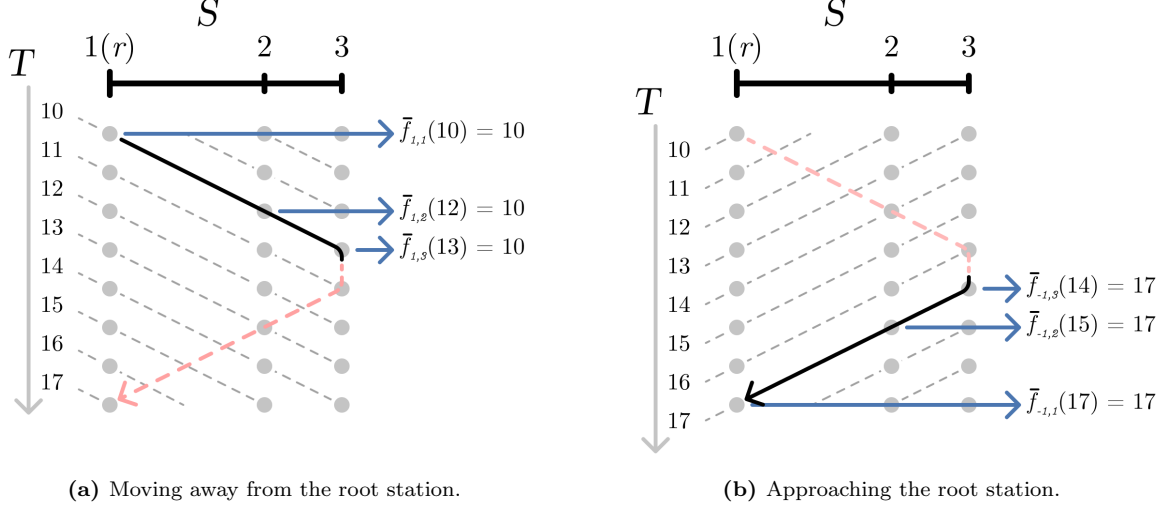 S
1(r) 2 3
T
10
11
12
13
14
15
16
17
f̄₁,₁(10) = 10
f̄₁,₂(12) = 10
f̄₁,₃(13) = 10
(a) Moving away from the root station.
S
1(r) 2 3
T
10
11
12
13
14
15
16
17
f̄₋₁,₃(14) = 17
f̄₋₁,₂(15) = 17
f̄₋₁,₁(17) = 17
(b) Approaching the root station.